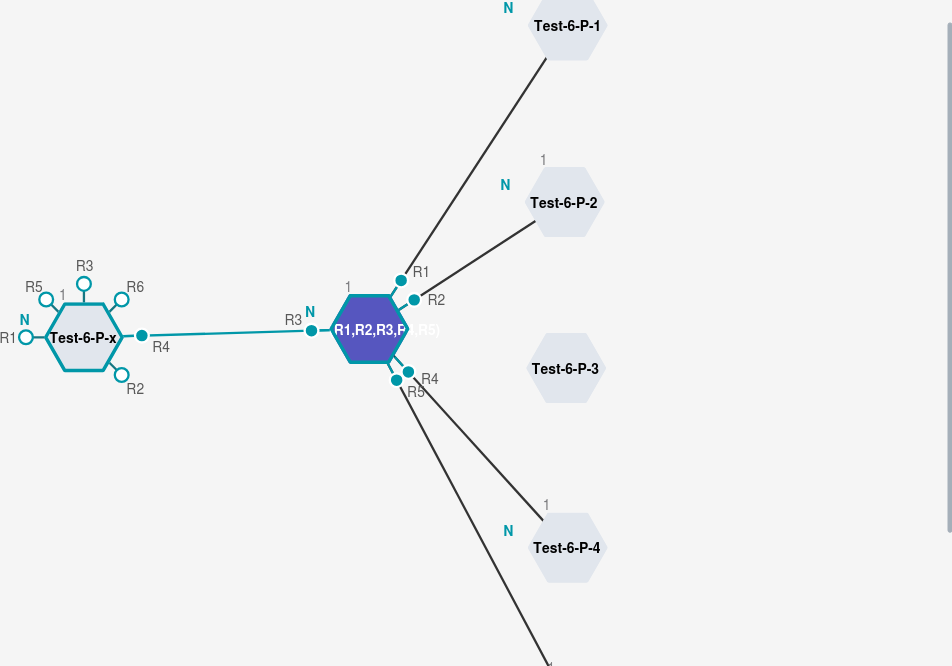 N
Test-6-P-1
1
N
Test-6-P-2
R3
R5
1
R6
N
R1
Test-6-P-x
R4
R2
R3
N
1
R1
R2
R1,R2,R3,R4,R5)
R4
R5
Test-6-P-3
1
N
Test-6-P-4